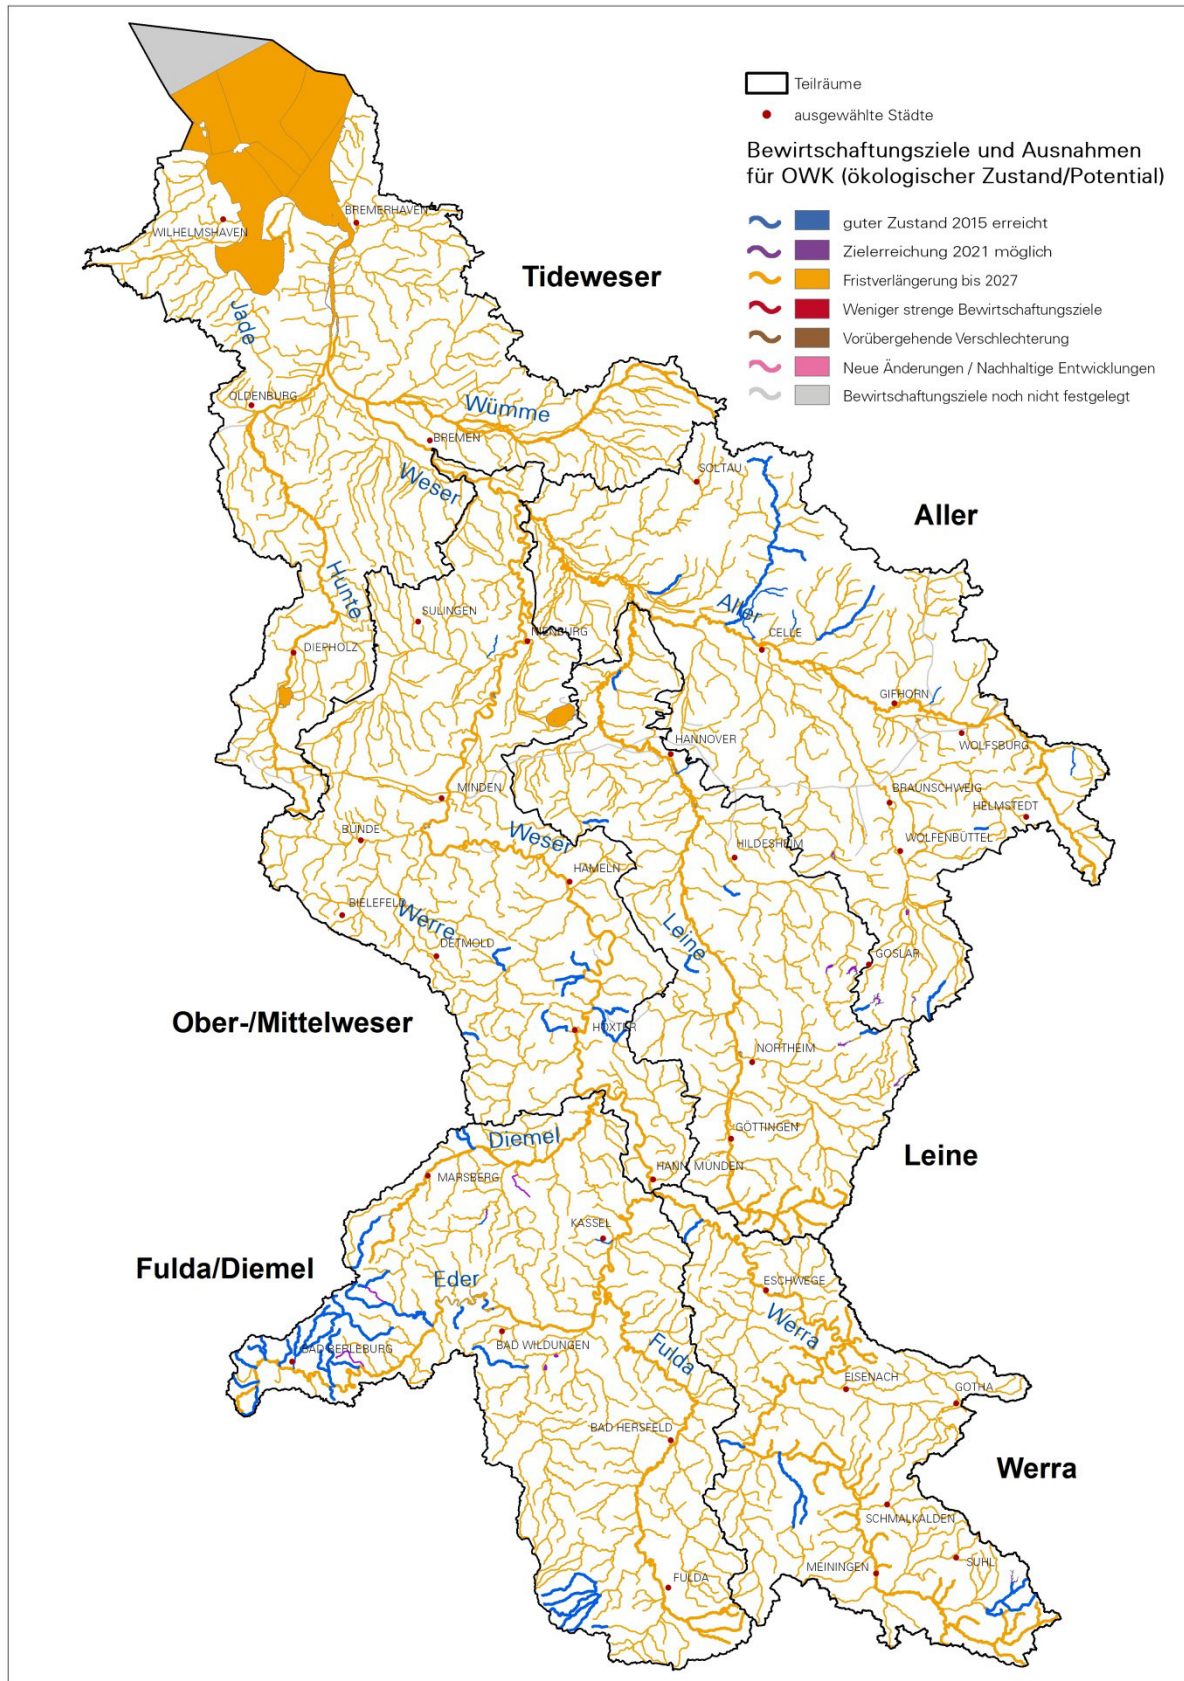 Teilräume
ausgewählte Städte
Bewirtschaftungsziele und Ausnahmen
für OWK (ökologischer Zustand/Potential)
guter Zustand 2015 erreicht
Zielerreichung 2021 möglich
Fristverlängerung bis 2027
Weniger strenge Bewirtschaftungsziele
Vorübergehende Verschlechterung
Neue Änderungen / Nachhaltige Entwicklungen
Bewirtschaftungsziele noch nicht festgelegt
BREMERHAVEN
WILHELMSHAVEN
Tideweser
Jade
OLDENBURG
Wümme
BREMEN
Weser
SOLTAU
Aller
Hunte
Aller
SULINGEN
NIENBURG
CELLE
DIEPHOLZ
GIFHORN
HANNOVER
WOLFSBURG
MINDEN
BRAUNSCHWEIG
HELMSTEDT
BÜNDE
Weser
WOLFENBÜTTEL
HILDESHEIM
HAMELN
BIELEFELD
Werre
Leine
DETMOLD
GOSLAR
Ober-/Mittelweser
HÖXTER
NORTHEIM
GÖTTINGEN
Diemel
Leine
HANN. MÜNDEN
MARSBERG
KASSEL
Fulda/Diemel
Eder
ESCHWEGE
Werra
BAD WILDUNGEN
Fulda
BAD BERLEBURG
EISENACH
GOTHA
BAD HERSFELD
Werra
SCHMALKALDEN
SUHL
MEININGEN
FULDA